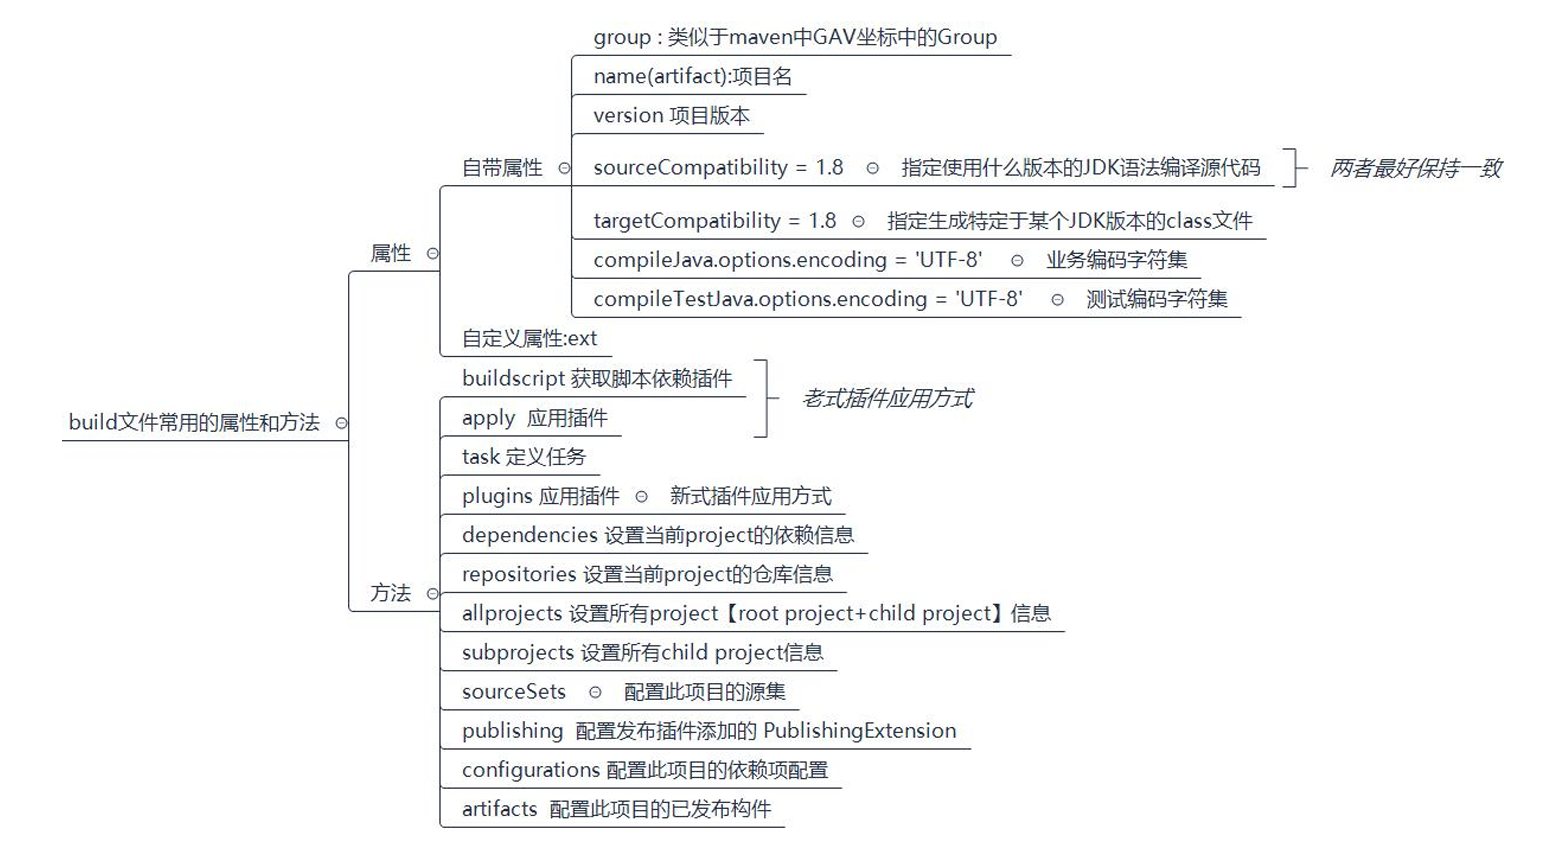 group : 类似于maven中GAV坐标中的Group
name(artifact):项目名
version 项目版本
自带属性
sourceCompatibility = 1.8 指定使用什么版本的JDK语法编译源代码 两者最好保持一致
targetCompatibility = 1.8 指定生成特定于某个JDK版本的class文件
属性
compileJava.options.encoding = 'UTF-8' 业务编码字符集
compileTestJava.options.encoding = 'UTF-8' 测试编码字符集
自定义属性:ext
buildscript 获取脚本依赖插件
老式插件应用方式
apply 应用插件
build文件常用的属性和方法
task 定义任务
plugins 应用插件 新式插件应用方式
dependencies 设置当前project的依赖信息
repositories 设置当前project的仓库信息
方法
allprojects 设置所有project【root project+child project】信息
subprojects 设置所有child project信息
sourceSets 配置此项目的源集
publishing 配置发布插件添加的 PublishingExtension
configurations 配置此项目的依赖项配置
artifacts 配置此项目的已发布构件